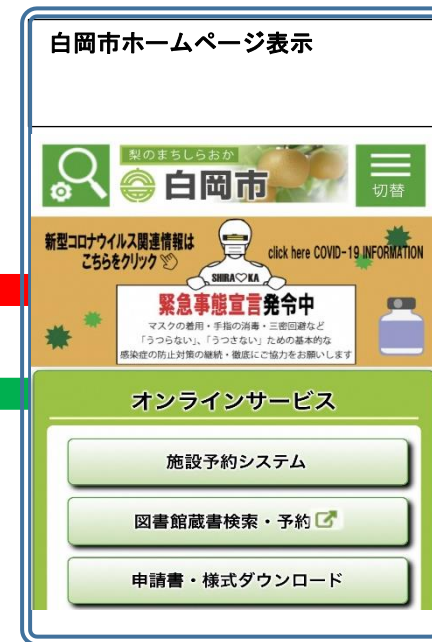 白岡市ホームページ表示
梨のまちしらおか
白岡市
切替
新型コロナウイルス関連情報は
こちらをクリック
click here COVID-19 INFORMATION
SHIRA♡KA
緊急事態宣言発令中
マスクの着用・手指の消毒・三密回避など
「うつらない」、「うつさない」ための基本的な
感染症の防止対策の継続・徹底にご協力をお願いします
オンラインサービス
施設予約システム
図書館蔵書検索・予約
申請書・様式ダウンロード